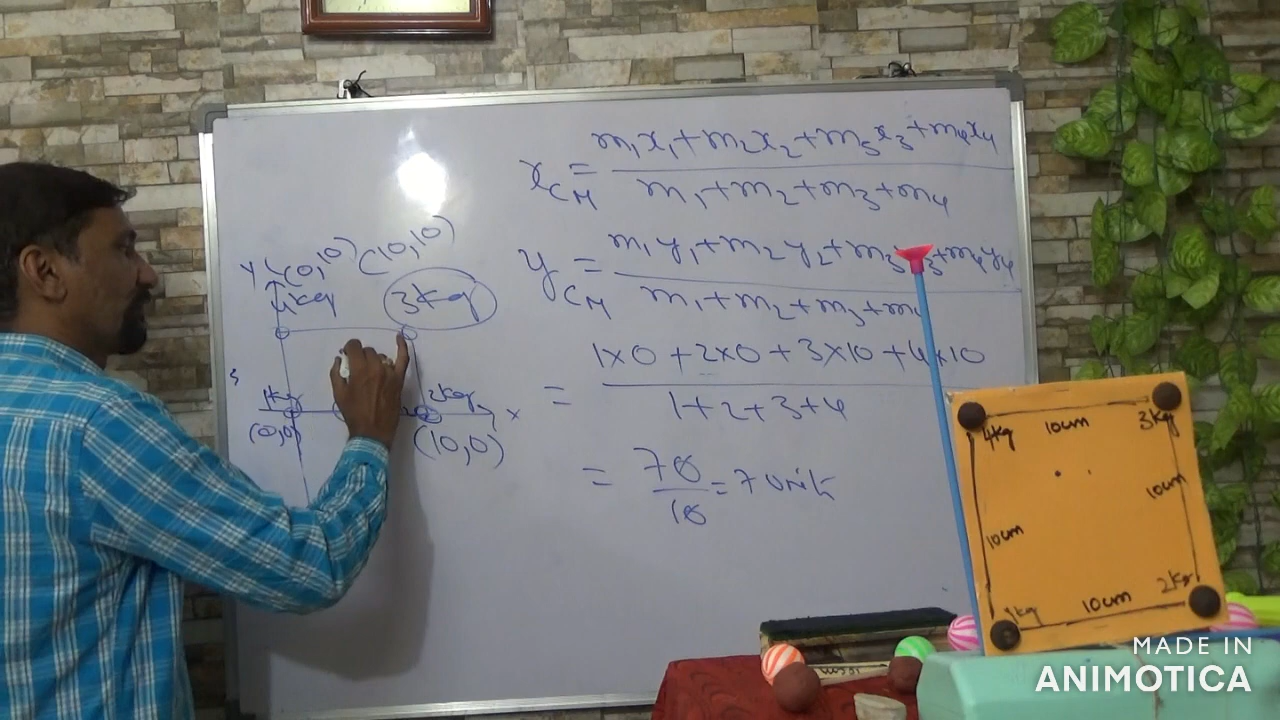 x_CM = m₁x₁+m₂x₂+m₃x₃+m₄x₄
m₁+m₂+m₃+m₄
y_CM = m₁y₁+m₂y₂+m₃y₃+m₄y₄
m₁+m₂+m₃+m₄
= 1×0+2×0+3×10+4×10
1+2+3+4
= 70/10 = 7 unit
Y (0,10) (10,10)
4kg 3kg
1kg 2kg x
(0,0) (10,0)
4kg 10cm 3kg
10cm
10cm
1kg 10cm 2kg
MADE IN
ANIMOTICA